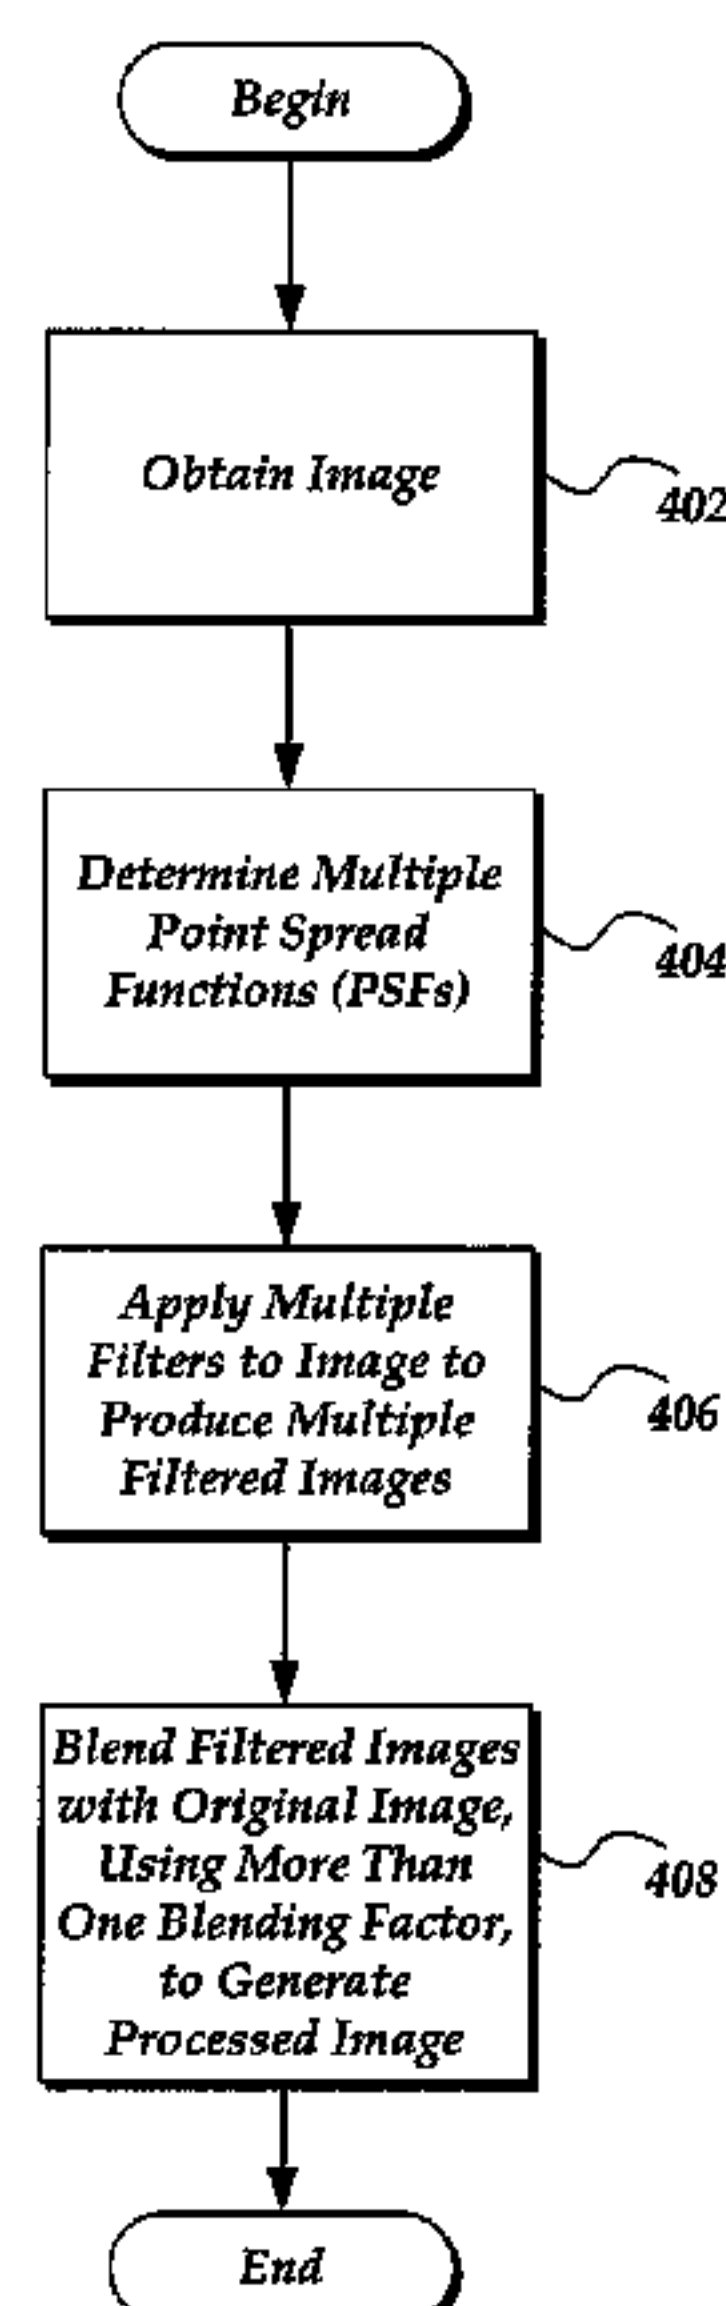 Begin
Obtain Image
402
Determine Multiple
Point Spread
Functions (PSFs)
404
Apply Multiple
Filters to Image to
Produce Multiple
Filtered Images
406
Blend Filtered Images
with Original Image,
Using More Than
One Blending Factor,
to Generate
Processed Image
408
End